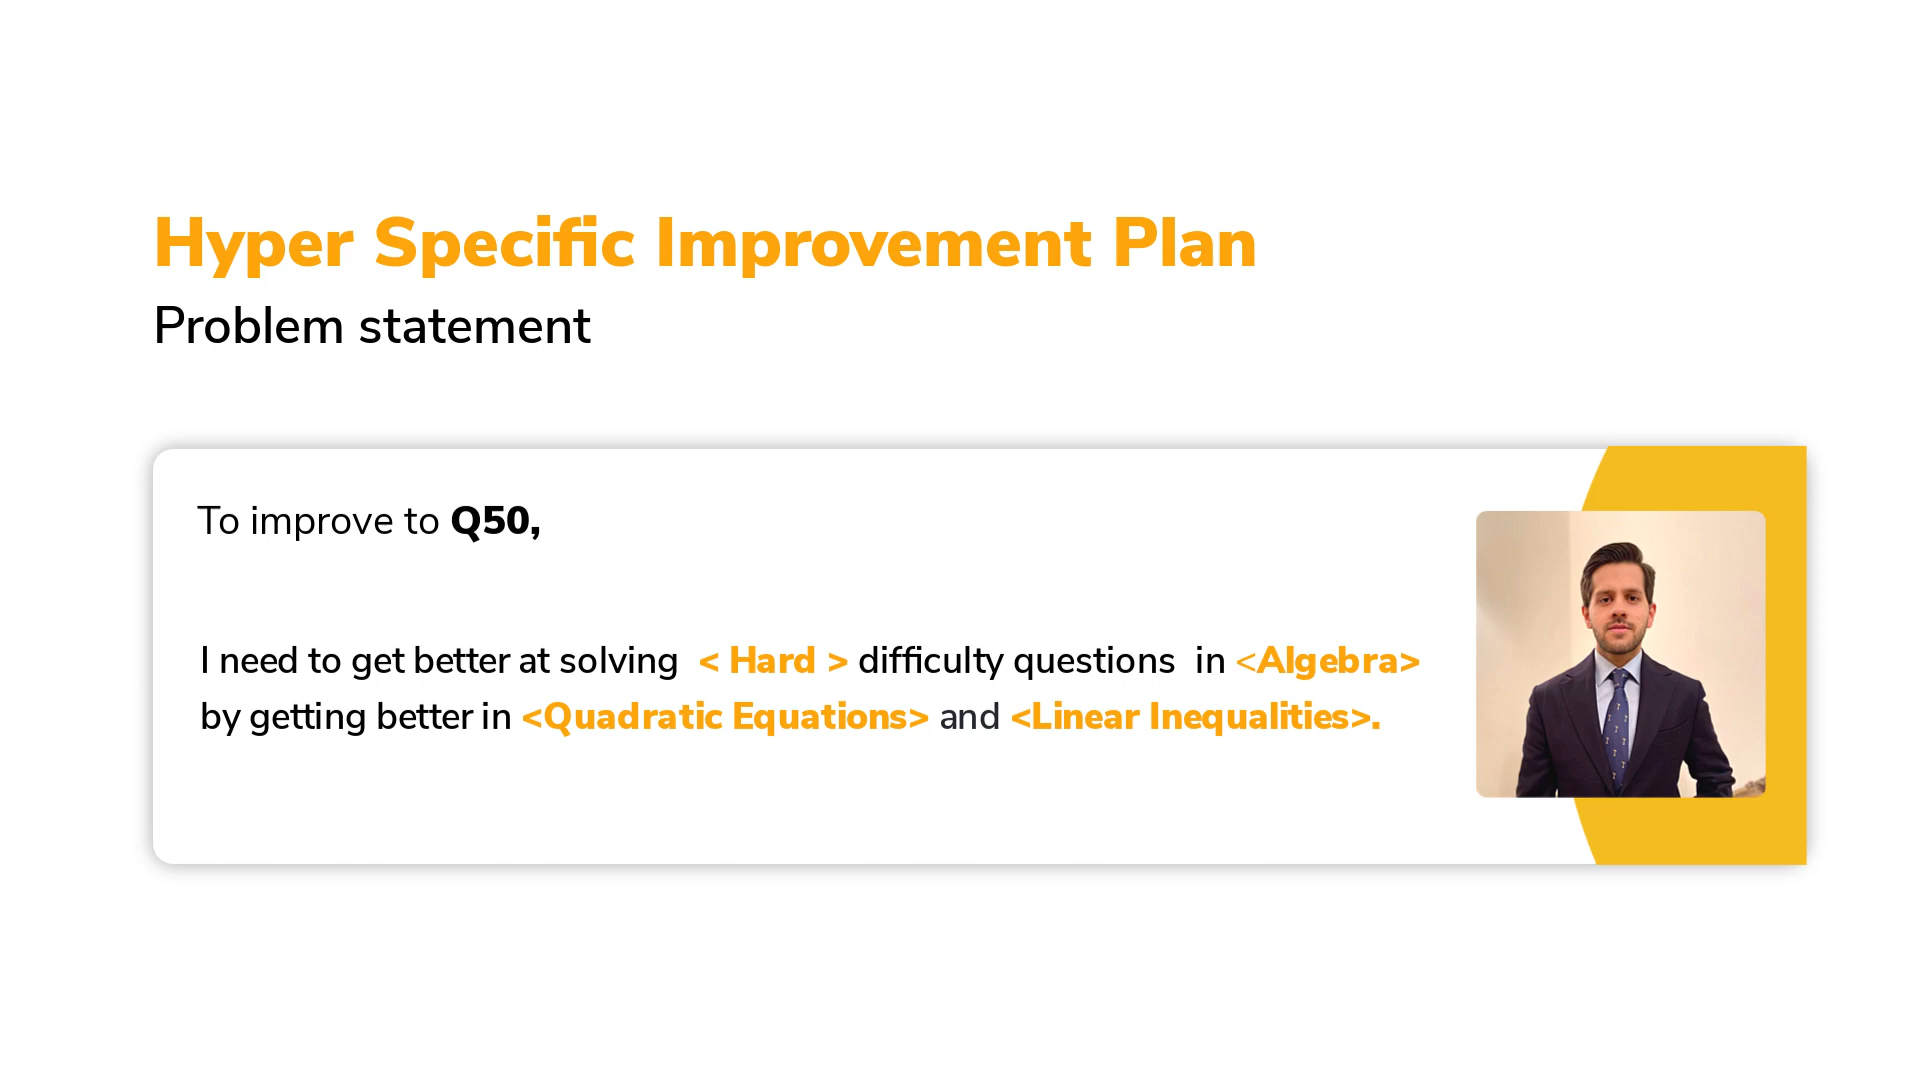 Hyper Specific Improvement Plan
Problem statement
To improve to Q50,
I need to get better at solving < Hard > difficulty questions in <Algebra>
by getting better in <Quadratic Equations> and <Linear Inequalities>.